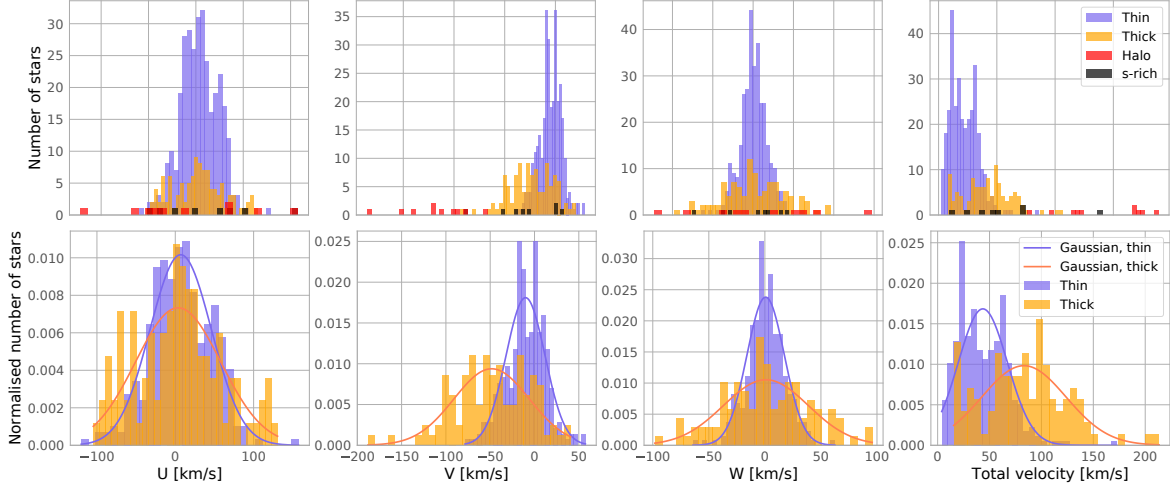 Number of stars
30
25
20
15
10
5
0
35
30
25
20
15
10
5
0
40
30
20
10
0
40
30
20
10
0
Thin
Thick
Halo
s-rich
Normalised number of stars
0.010
0.008
0.006
0.004
0.002
0.000
0.025
0.020
0.015
0.010
0.005
0.000
0.030
0.025
0.020
0.015
0.010
0.005
0.000
0.025
0.020
0.015
0.010
0.005
0.000
Gaussian, thin
Gaussian, thick
Thin
Thick
−100 0 100
−200 −150 −100 −50 0 50
−100 −50 0 50 100
0 50 100 150 200
U [km/s]
V [km/s]
W [km/s]
Total velocity [km/s]